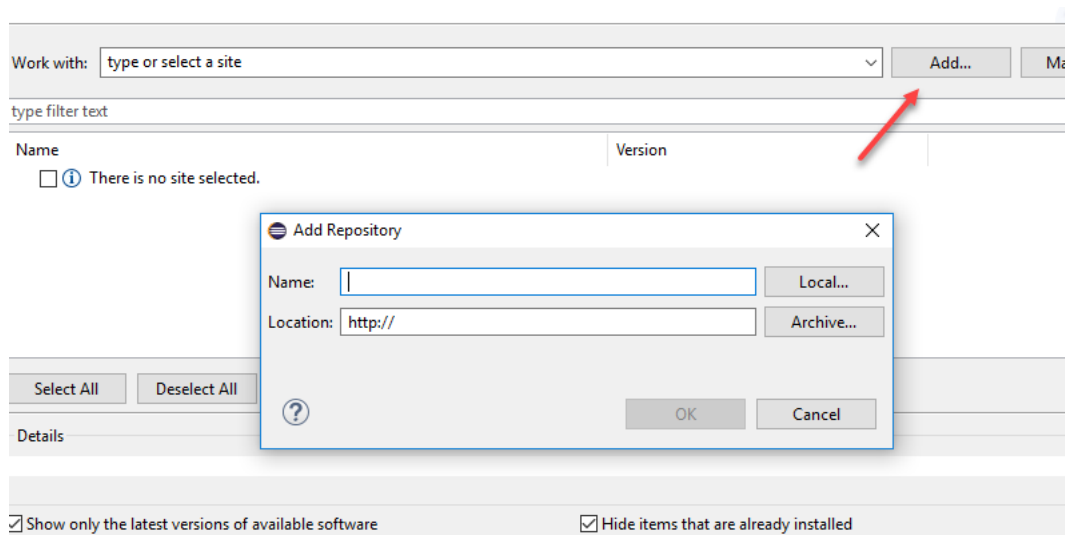 Work with: type or select a site Add... Ma
type filter text
Name Version
There is no site selected.
Add Repository
Name: Local...
Location: http:// Archive...
Select All Deselect All
? OK Cancel
Details
Show only the latest versions of available software Hide items that are already installed